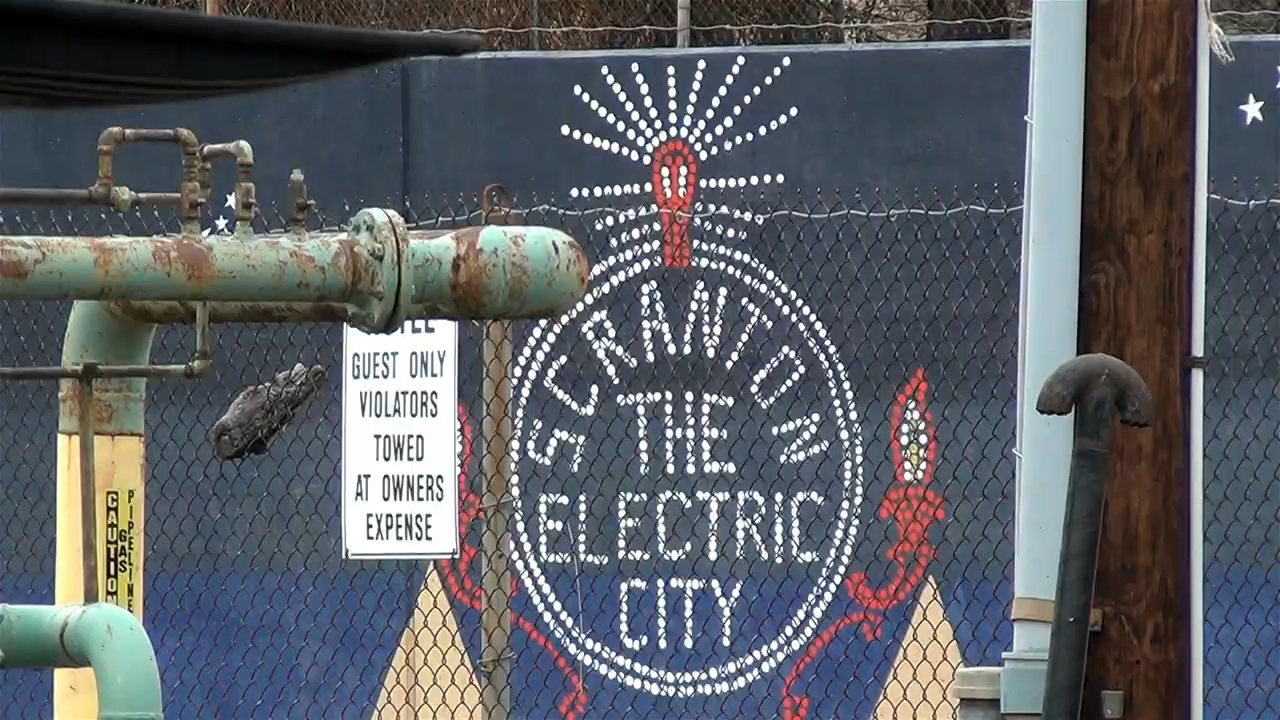 GUEST ONLY
VIOLATORS
TOWED
AT OWNERS
EXPENSE
CAUTION
GAS
PIPELINE
SCRANTON
THE
ELECTRIC
CITY